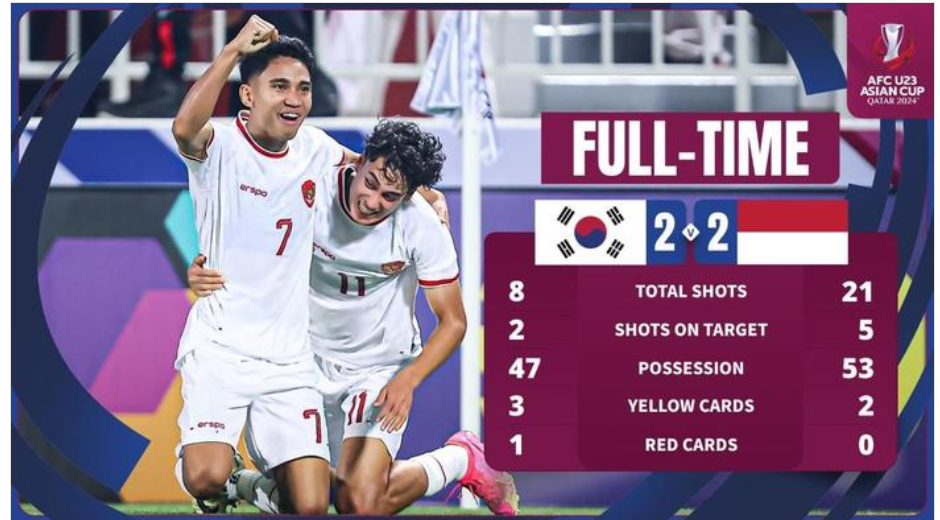 AFC U23
ASIAN CUP
QATAR 2024
FULL-TIME
2 V 2
8 TOTAL SHOTS 21
2 SHOTS ON TARGET 5
47 POSSESSION 53
3 YELLOW CARDS 2
1 RED CARDS 0
erspo
7
erspo
11
erspo
7
11